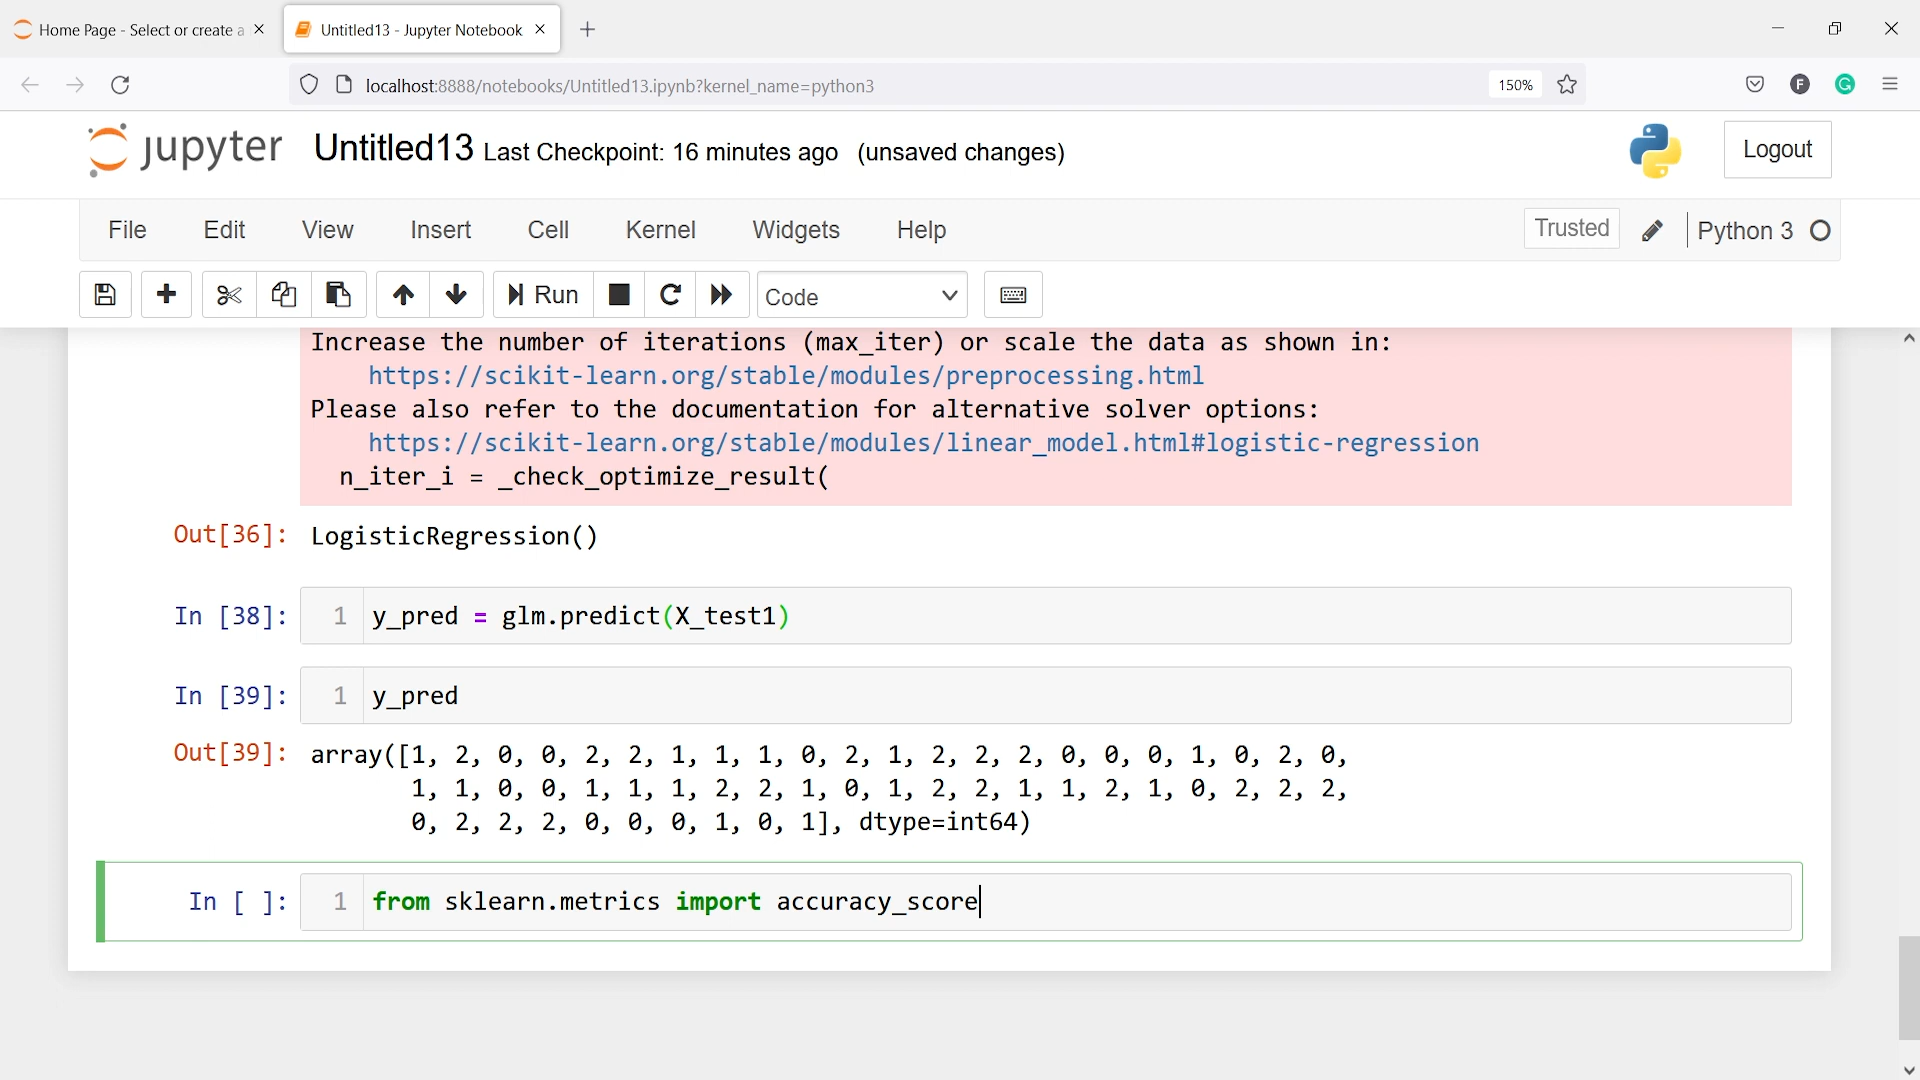 Home Page - Select or create a
Untitled13 - Jupyter Notebook
localhost:8888/notebooks/Untitled13.ipynb?kernel_name=python3
150%
F
G
jupyter
Untitled13 Last Checkpoint: 16 minutes ago (unsaved changes)
Logout
File Edit View Insert Cell Kernel Widgets Help
Trusted
Python 3
Run
Code
Increase the number of iterations (max_iter) or scale the data as shown in:
https://scikit-learn.org/stable/modules/preprocessing.html
Please also refer to the documentation for alternative solver options:
https://scikit-learn.org/stable/modules/linear_model.html#logistic-regression
n_iter_i = _check_optimize_result(
Out[36]: LogisticRegression()
In [38]: 1 y_pred = glm.predict(X_test1)
In [39]: 1 y_pred
Out[39]: array([1, 2, 0, 0, 2, 2, 1, 1, 1, 0, 2, 1, 2, 2, 2, 0, 0, 0, 1, 0, 2, 0,
1, 1, 0, 0, 1, 1, 1, 2, 2, 1, 0, 1, 2, 2, 1, 1, 2, 1, 0, 2, 2, 2,
0, 2, 2, 2, 0, 0, 0, 1, 0, 1], dtype=int64)
In [ ]: 1 from sklearn.metrics import accuracy_score